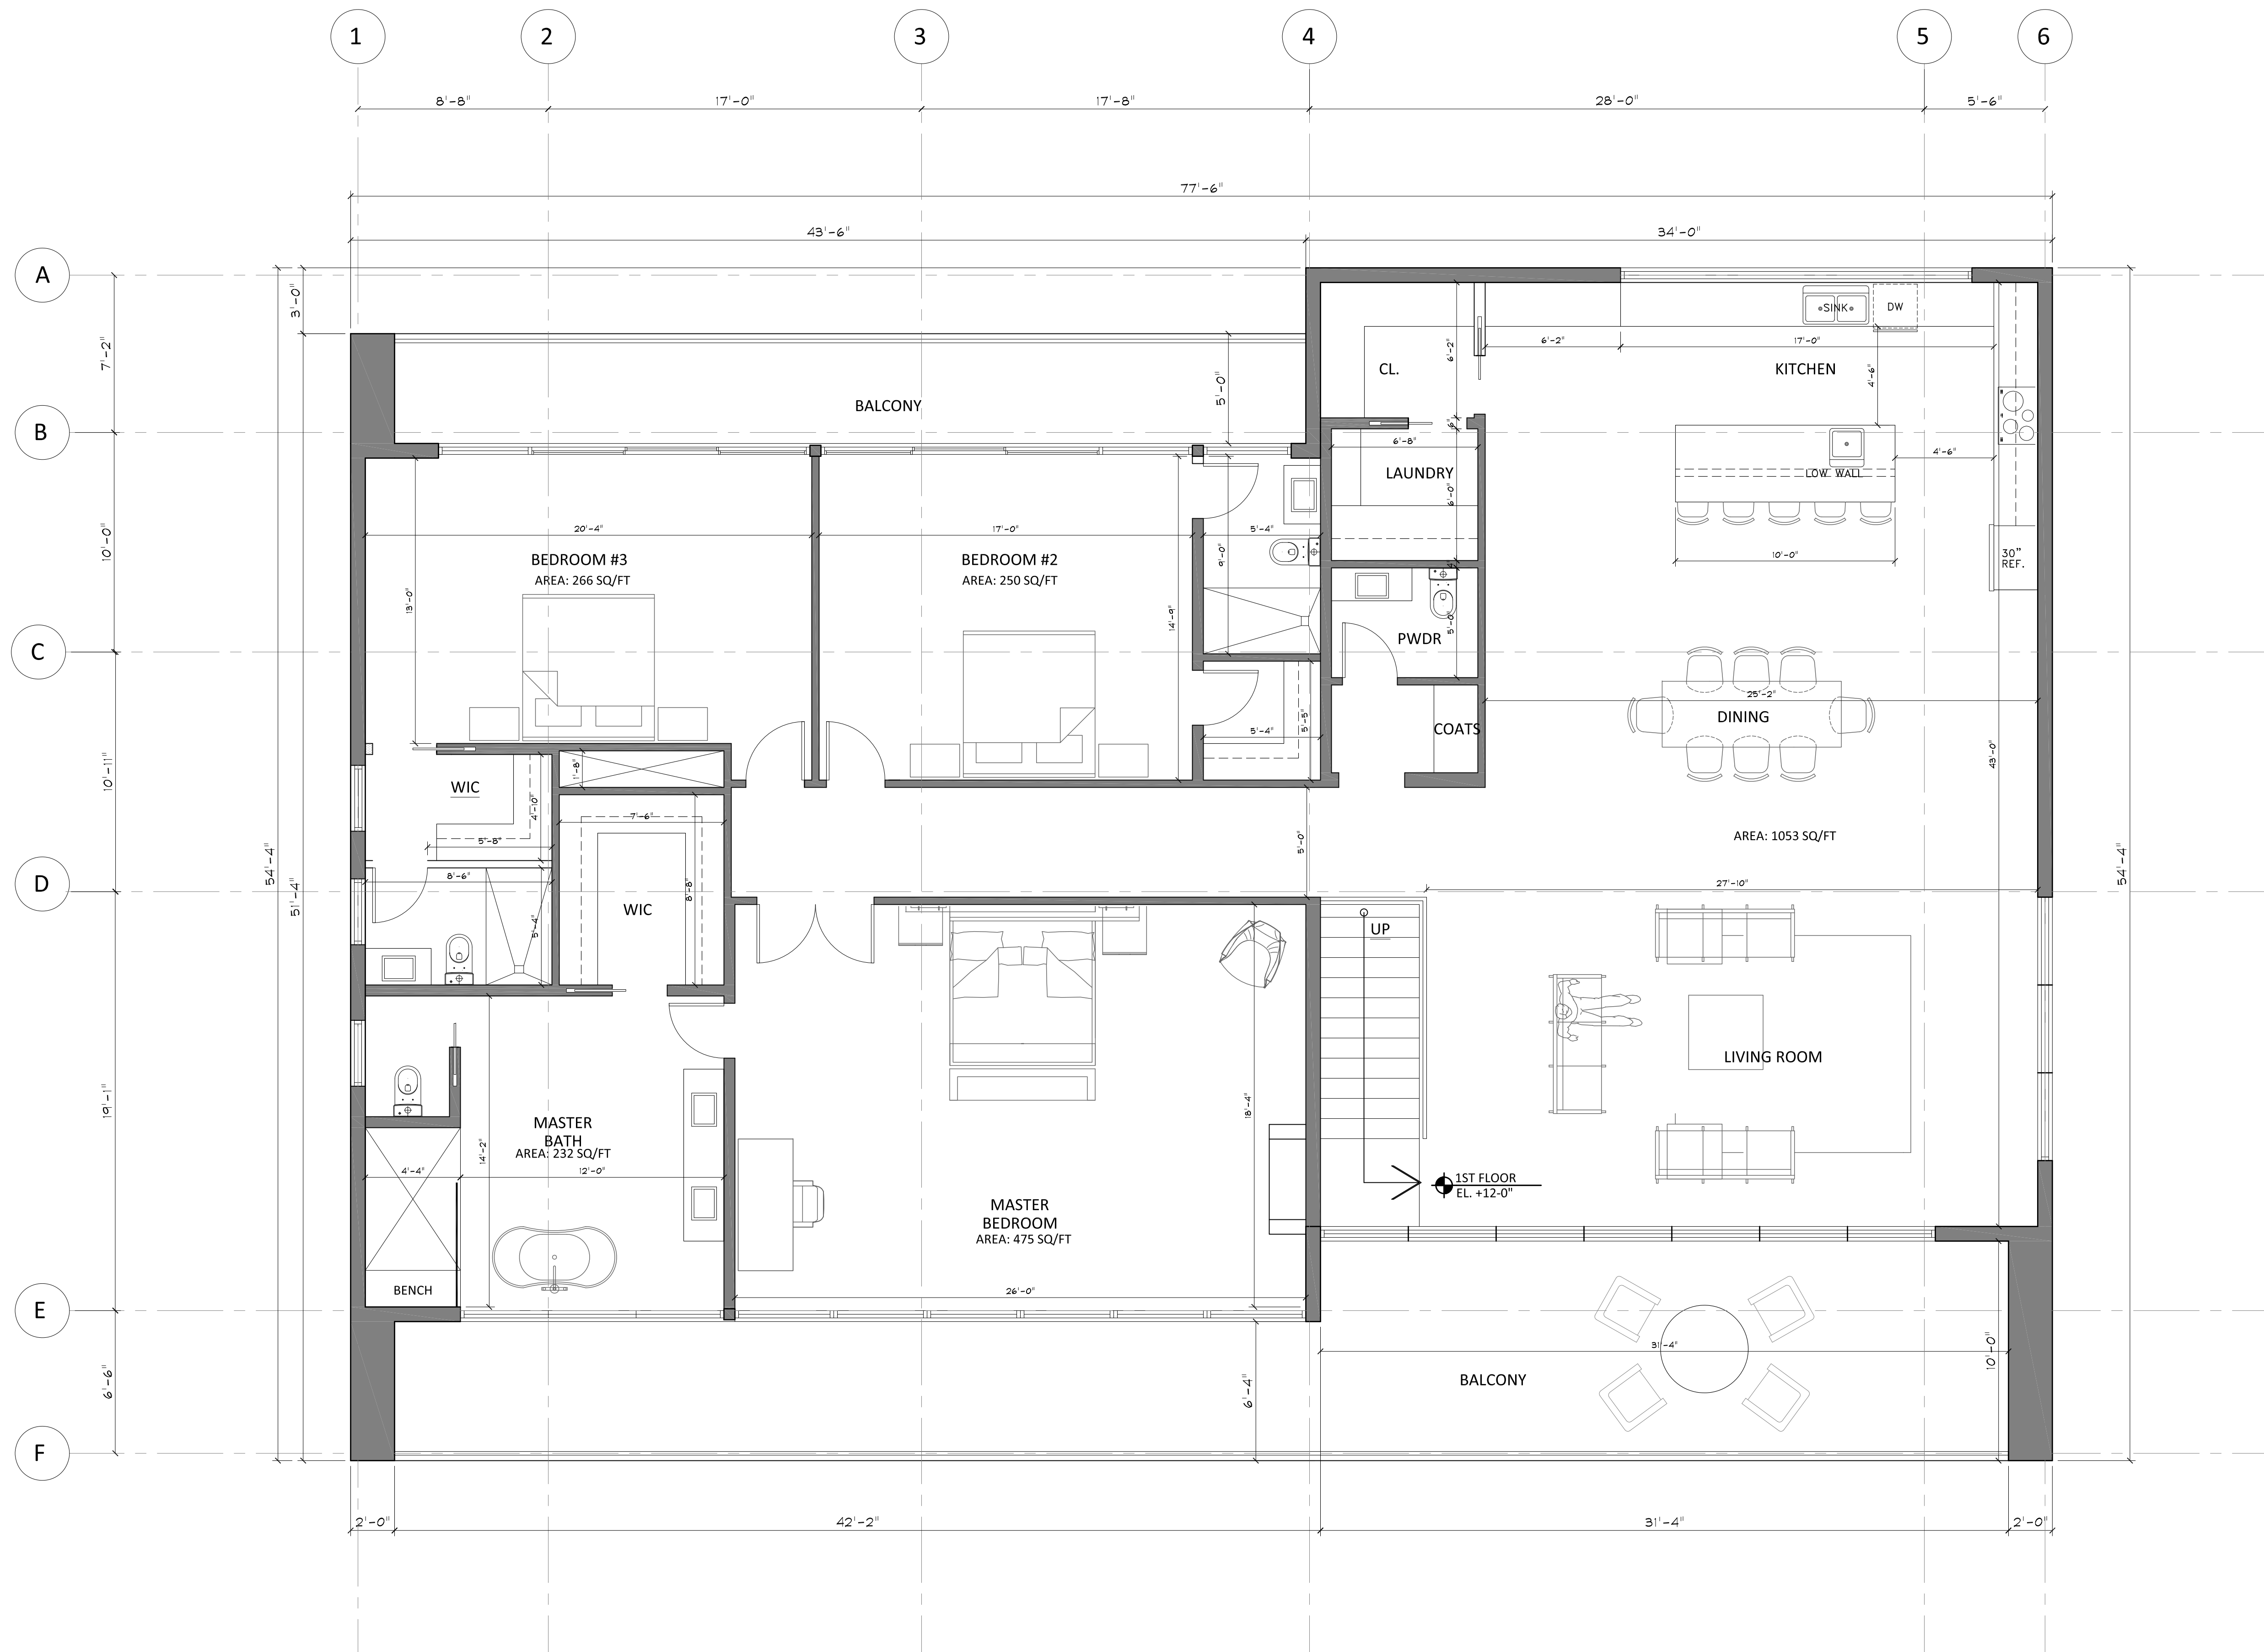 1
2
3
4
5
6
8'-8"
17'-0"
17'-8"
28'-0"
5'-6"
77'-6"
43'-6"
34'-0"
A
B
C
D
E
F
7'-2"
10'-0"
10'-11"
19'-1"
6'-6"
3'-0"
54'-4"
51'-4"
54'-4"
BALCONY
5'-0"
CL.
6'-2"
6'-2"
17'-0"
SINK
DW
KITCHEN
4'-6"
6"
6'-8"
LAUNDRY
6'-0"
4'-6"
LOW WALL
10'-0"
30"
REF.
20'-4"
17'-0"
5'-4"
BEDROOM #3
AREA: 266 SQ/FT
BEDROOM #2
AREA: 250 SQ/FT
9'-0"
13'-0"
14'-9"
4"
5'-0"
PWDR
25'-2"
DINING
COATS
5'-5"
5'-4"
43'-0"
WIC
1'-8"
4'-10"
5'-8"
7'-6"
8'-6"
8'-8"
5'-4"
WIC
5'-0"
AREA: 1053 SQ/FT
27'-10"
UP
LIVING ROOM
MASTER
BATH
AREA: 232 SQ/FT
14'-2"
4'-4"
12'-0"
18'-4"
MASTER
BEDROOM
AREA: 475 SQ/FT
1ST FLOOR
EL. +12-0"
BENCH
26'-0"
31'-4"
10'-0"
6'-4"
BALCONY
2'-0"
42'-2"
31'-4"
2'-0"